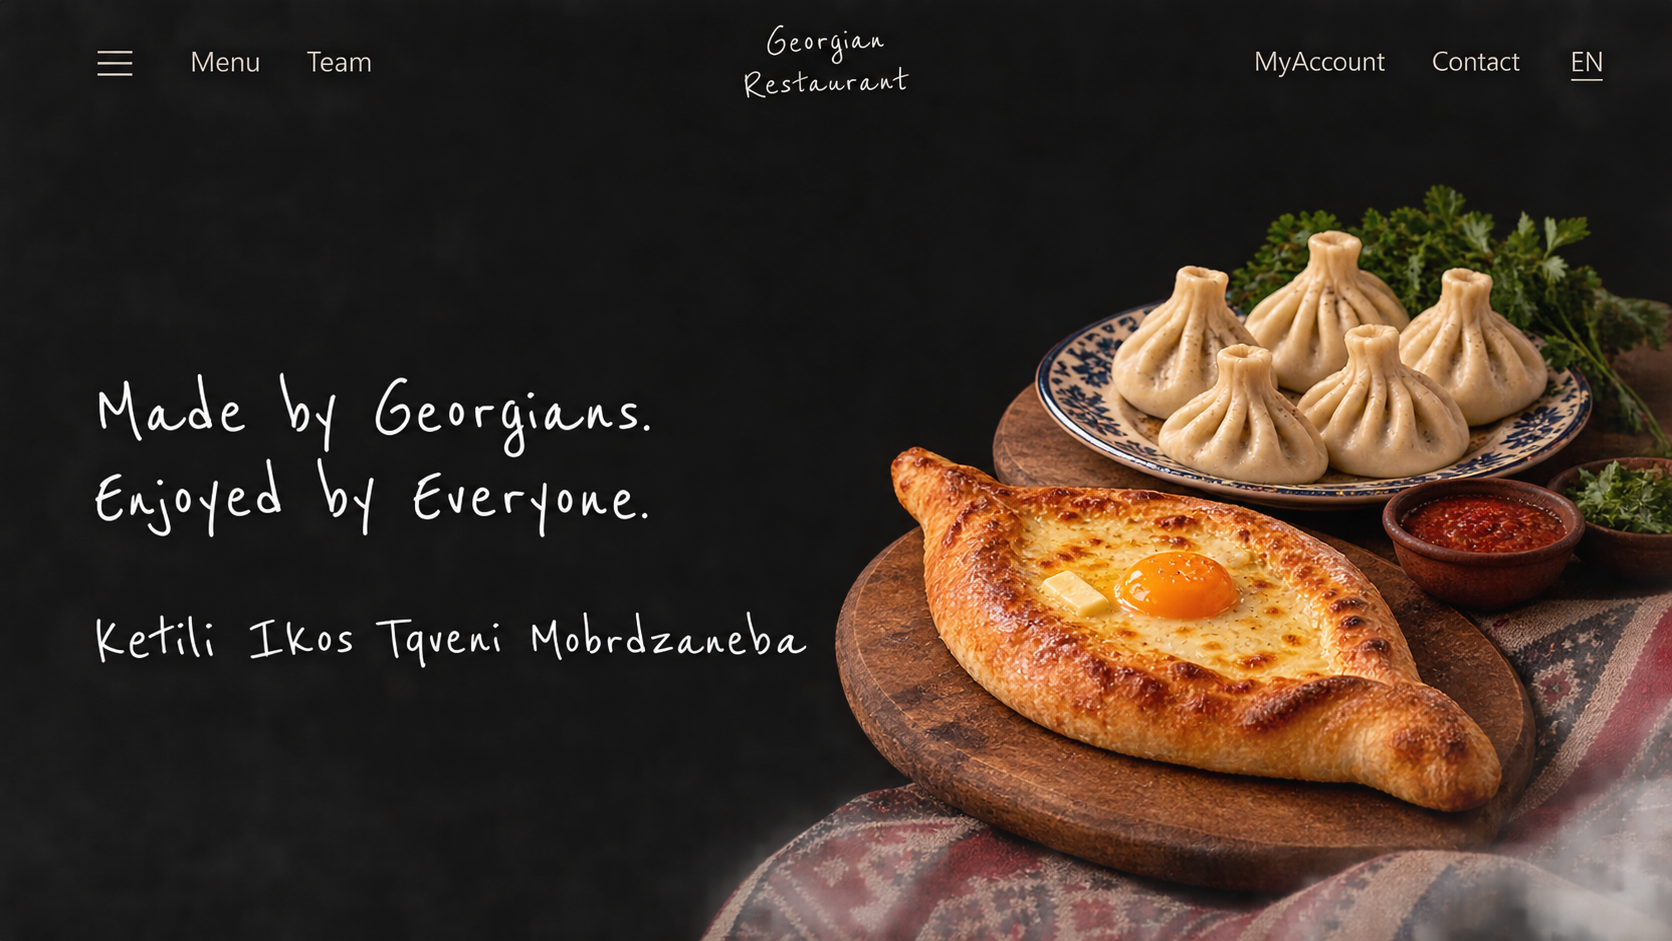 Menu Team
Georgian
Restaurant
MyAccount Contact EN
Made by Georgians.
Enjoyed by Everyone.
Ketili Ikos Tqveni Mobrdzaneba